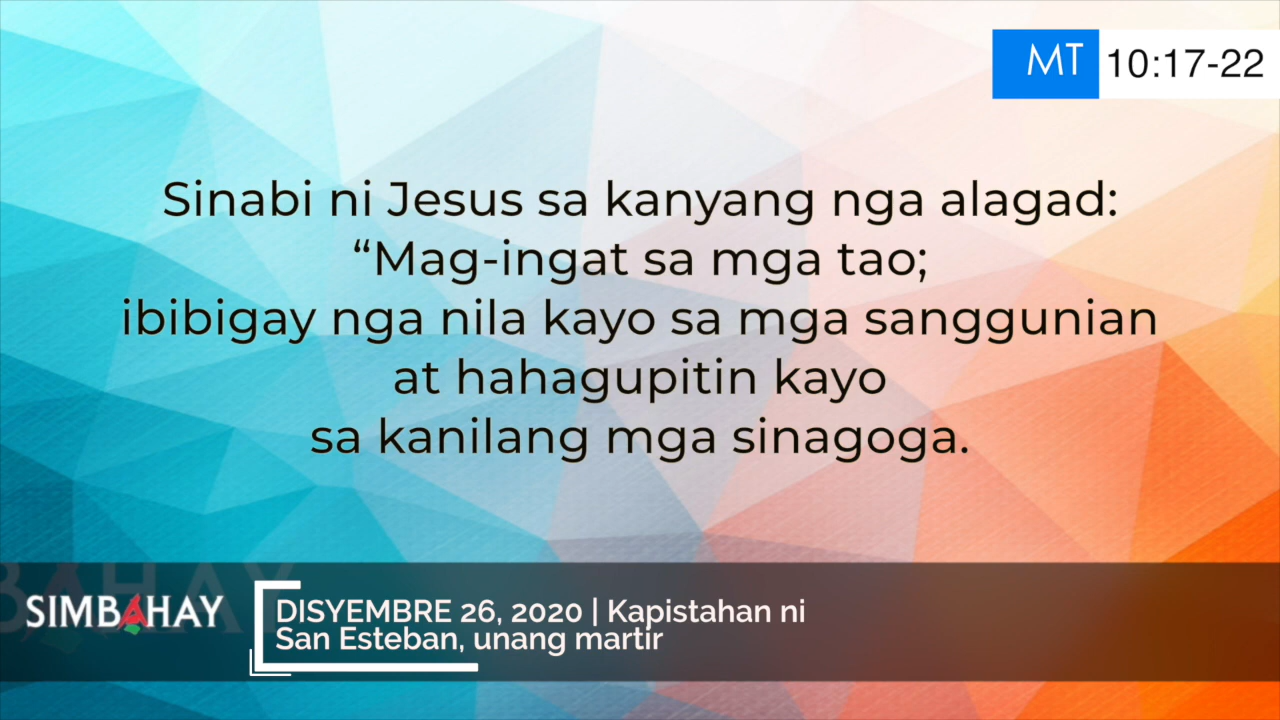 MT 10:17-22
Sinabi ni Jesus sa kanyang nga alagad:
“Mag-ingat sa mga tao;
ibibigay nga nila kayo sa mga sanggunian
at hahagupitin kayo
sa kanilang mga sinagoga.
SIMBAHAY
DISYEMBRE 26, 2020 | Kapistahan ni
San Esteban, unang martir